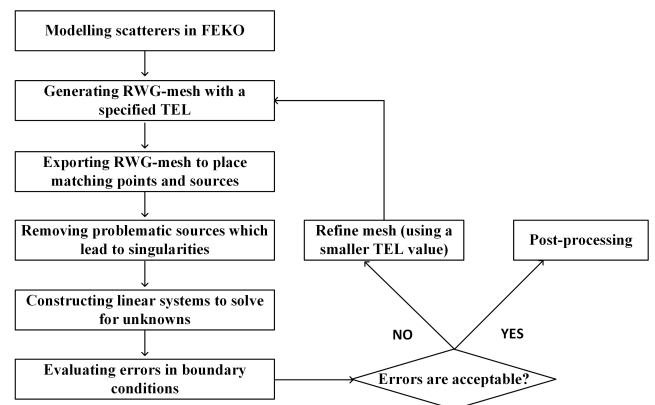 Modelling scatterers in FEKO
Generating RWG-mesh with a
specified TEL
Exporting RWG-mesh to place
matching points and sources
Removing problematic sources which
lead to singularities
Refine mesh (using a
smaller TEL value)
Post-processing
Constructing linear systems to solve
for unknowns
NO
YES
Evaluating errors in boundary
conditions
Errors are acceptable?